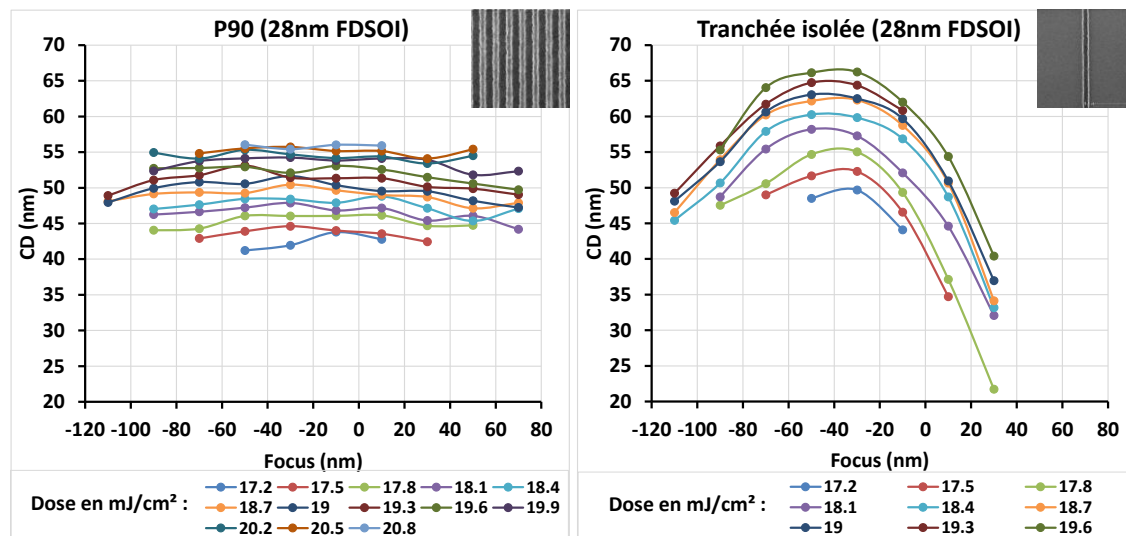 P90 (28nm FDSOI)
70
65
60
55
50
45
40
35
30
25
20
CD (nm)
-120 -100 -80 -60 -40 -20 0 20 40 60 80
Focus (nm)
Dose en mJ/cm² :
17.2 17.5 17.8 18.1 18.4
18.7 19 19.3 19.6 19.9
20.2 20.5 20.8
Tranchée isolée (28nm FDSOI)
70
65
60
55
50
45
40
35
30
25
20
CD (nm)
-120 -100 -80 -60 -40 -20 0 20 40 60 80
Focus (nm)
Dose en mJ/cm² :
17.2 17.5 17.8
18.1 18.4 18.7
19 19.3 19.6